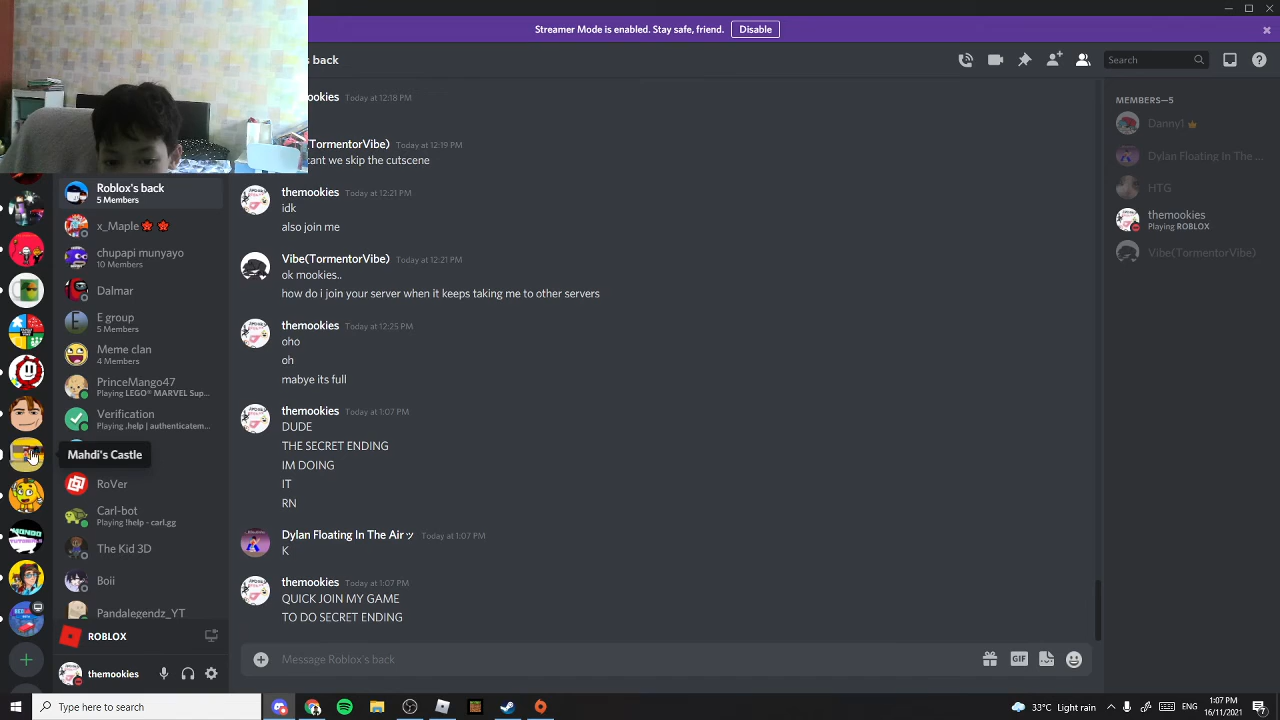 Streamer Mode is enabled. Stay safe, friend. Disable
's back
Search
ookies Today at 12:18 PM
(TormentorVibe) Today at 12:19 PM
cant we skip the cutscene
themookies Today at 12:21 PM
idk
also join me
Vibe(TormentorVibe) Today at 12:21 PM
ok mookies..
how do i join your server when it keeps taking me to other servers
themookies Today at 12:25 PM
oho
oh
mabye its full
themookies Today at 1:07 PM
DUDE
THE SECRET ENDING
IM DOING
IT
RN
Dylan Floating In The Airッ Today at 1:07 PM
K
themookies Today at 1:07 PM
QUICK JOIN MY GAME
TO DO SECRET ENDING
Message Roblox's back
GIF
MEMBERS—5
Danny1
Dylan Floating In The ...
HTG
themookies
Playing ROBLOX
Vibe(TormentorVibe)
Roblox's back
5 Members
x_Maple
chupapi munyayo
10 Members
Dalmar
E
E group
5 Members
Meme clan
4 Members
PrinceMango47
Playing LEGO® MARVEL Sup...
Verification
Playing .help | authenticatem...
Mahdi's Castle
RoVer
Carl-bot
Playing !help - carl.gg
The Kid 3D
Boii
Pandalegendz_YT
ROBLOX
themookies
Type here to search
33°C Light rain
ENG
1:07 PM
16/11/2021